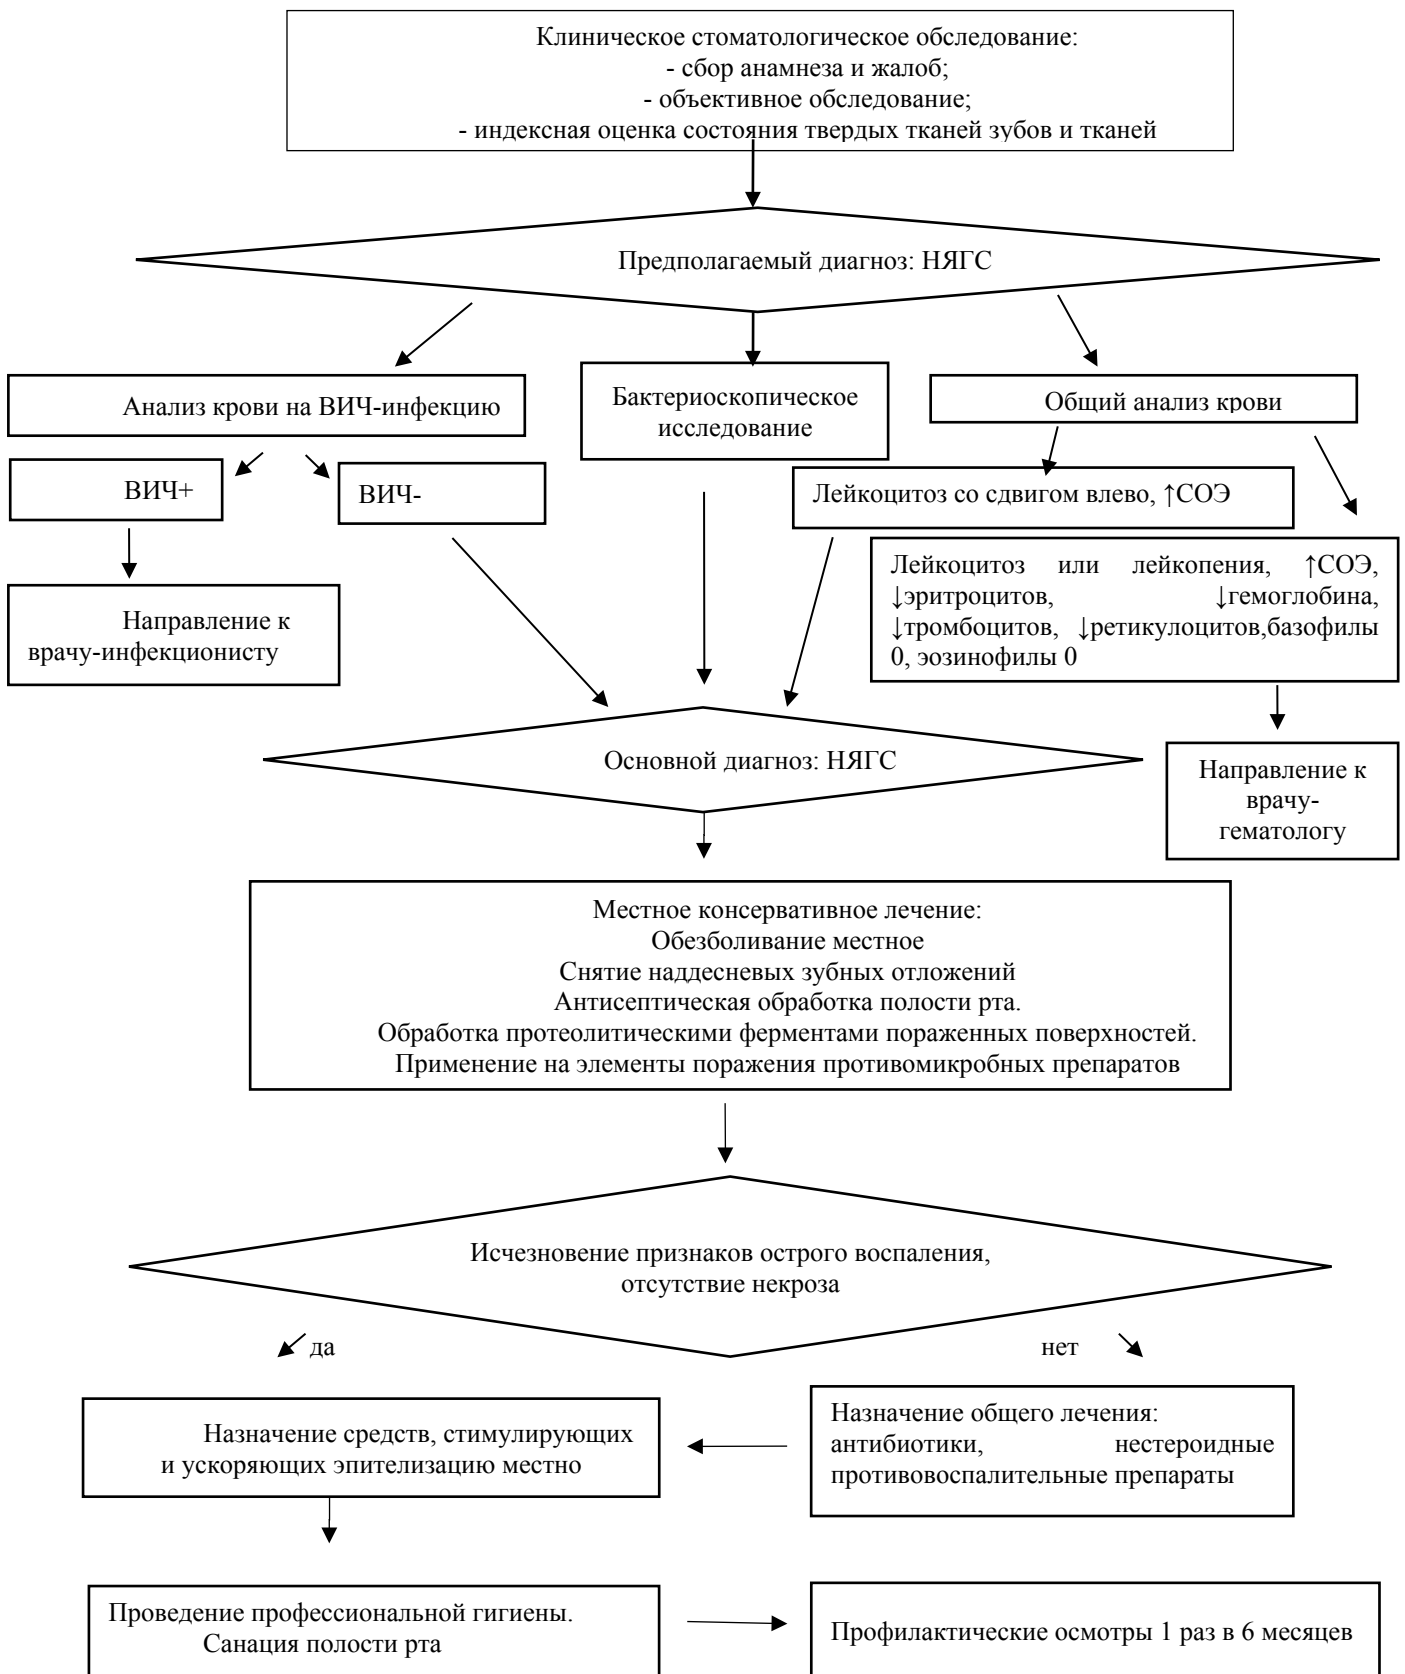 Клиническое стоматологическое обследование:
- сбор анамнеза и жалоб;
- объективное обследование;
- индексная оценка состояния твердых тканей зубов и тканей
Предполагаемый диагноз: НЯГС
Анализ крови на ВИЧ-инфекцию
Бактериоскопическое
исследование
Общий анализ крови
ВИЧ+
ВИЧ-
Лейкоцитоз со сдвигом влево, ↑СОЭ
Направление к
врачу-инфекционисту
Лейкоцитоз или лейкопения, ↑СОЭ,
↓эритроцитов, ↓гемоглобина,
↓тромбоцитов, ↓ретикулоцитов,базофилы
0, эозинофилы 0
Основной диагноз: НЯГС
Направление к
врачу-
гематологу
Местное консервативное лечение:
Обезболивание местное
Снятие наддесневых зубных отложений
Антисептическая обработка полости рта.
Обработка протеолитическими ферментами пораженных поверхностей.
Применение на элементы поражения противомикробных препаратов
Исчезновение признаков острого воспаления,
отсутствие некроза
да
нет
Назначение средств, стимулирующих
и ускоряющих эпителизацию местно
Назначение общего лечения:
антибиотики, нестероидные
противовоспалительные препараты
Проведение профессиональной гигиены.
Санация полости рта
Профилактические осмотры 1 раз в 6 месяцев